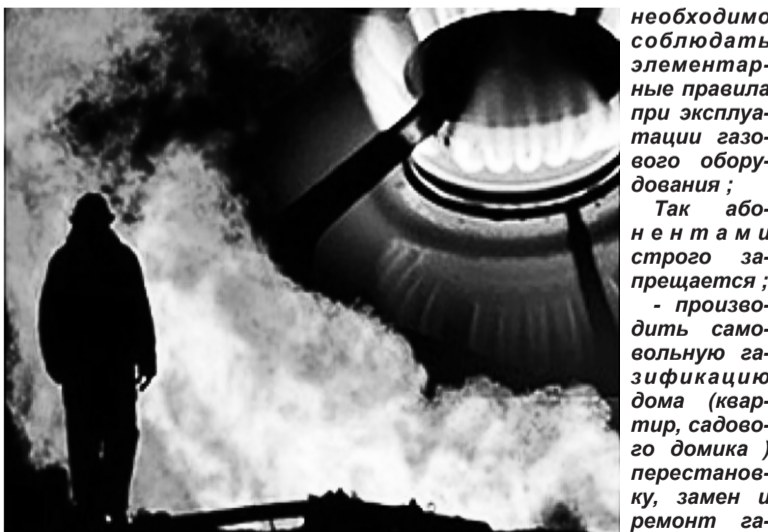 необходимо
соблюдать
элементар-
ные правила
при эксплуа-
тации газо-
вого обору-
дования ;
Так або-
нентами
строго за-
прещается ;
- произво-
дить само-
вольную га-
зификацию
дома (квар-
тир, садово-
го домика )
перестанов-
ку, замен и
ремонт га-